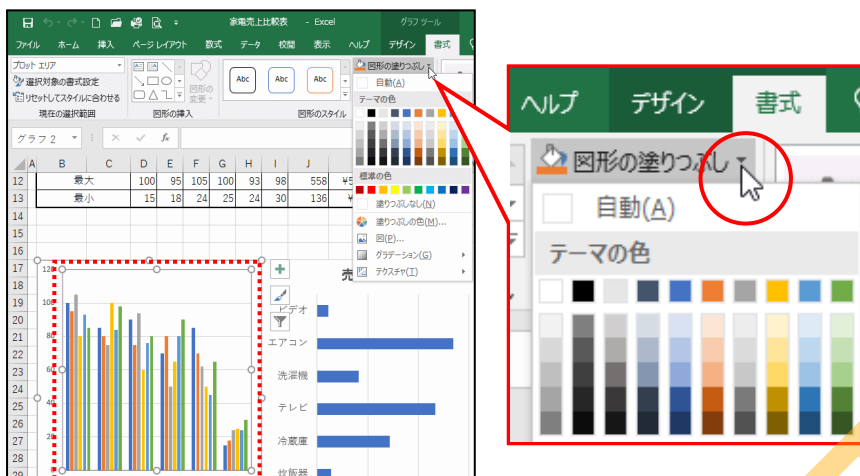 家電売上比較表 - Excel
グラフ ツール
ファイル ホーム 挿入 ページ レイアウト 数式 データ 校閲 表示 ヘルプ デザイン 書式
プロット エリア
選択対象の書式設定
リセットしてスタイルに合わせる
現在の選択範囲
図形の変更
図形の挿入
Abc Abc Abc
図形のスタイル
図形の塗りつぶし
自動(A)
テーマの色
標準の色
塗りつぶしなし(N)
塗りつぶしの色(M)...
図(P)...
グラデーション(G)
テクスチャ(T)
グラフ 2
fx
A B C D E F G H I J
12 最大 100 95 105 100 93 98 558
13 最小 15 18 24 25 24 30 136
14
15
16
17
18
19
20
21
22
23
24
25
26
27
28
29
120
100
80
60
40
20
0
売
ビデオ
エアコン
洗濯機
テレビ
冷蔵庫
炊飯器
ヘルプ デザイン 書式
図形の塗りつぶし
自動(A)
テーマの色